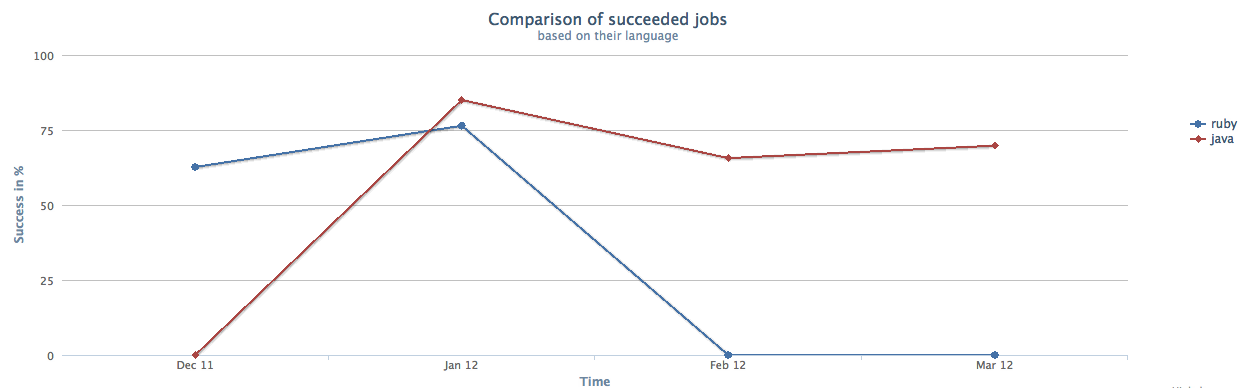 Comparison of succeeded jobs
based on their language
100
75
50
25
0
Success in %
Dec 11
Jan 12
Feb 12
Mar 12
Time
ruby
java